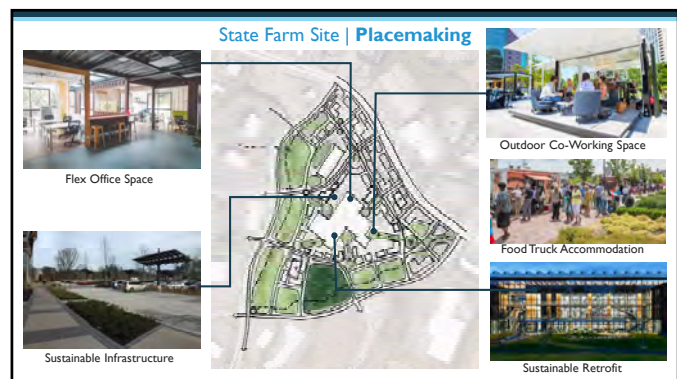 State Farm Site | Placemaking
Flex Office Space
Outdoor Co-Working Space
Food Truck Accommodation
Sustainable Infrastructure
Sustainable Retrofit